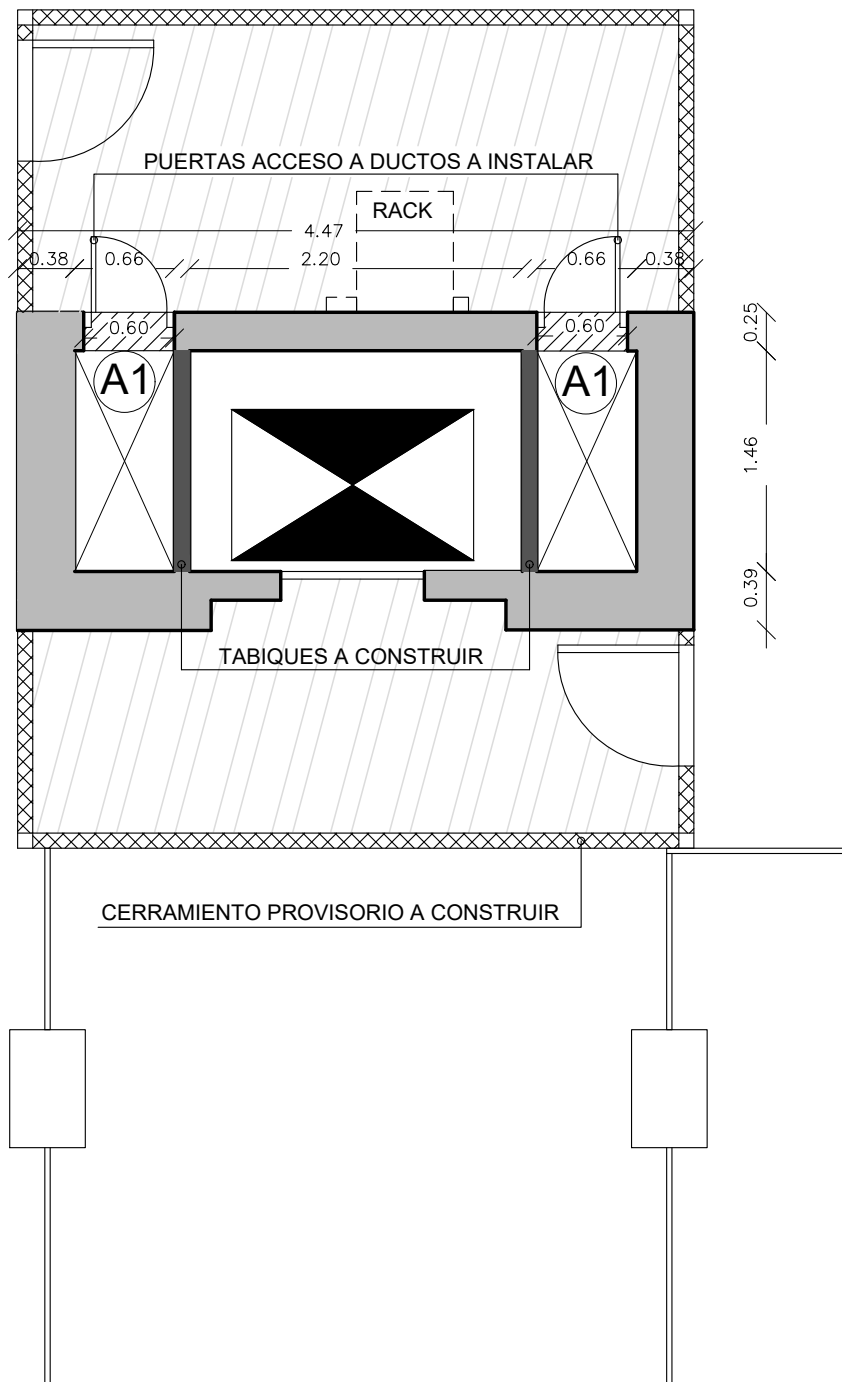 PUERTAS ACCESO A DUCTOS A INSTALAR
RACK
4.47
0.38
0.66
2.20
0.66
0.38
0.60
0.60
0.25
A1
A1
1.46
0.39
TABIQUES A CONSTRUIR
CERRAMIENTO PROVISORIO A CONSTRUIR